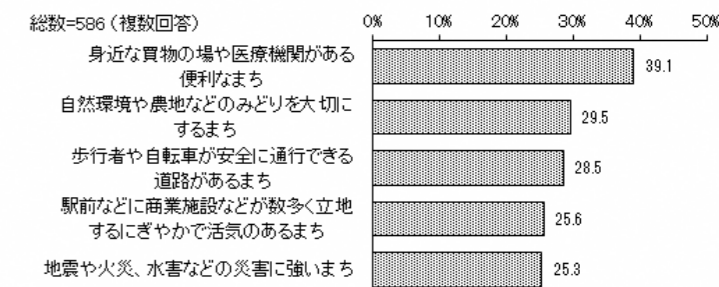 総数=586（複数回答）
0% 10% 20% 30% 40% 50%
身近な買物の場や医療機関がある
便利なまち
39.1
自然環境や農地などのみどりを大切に
するまち
29.5
歩行者や自転車が安全に通行できる
道路があるまち
28.5
駅前などに商業施設などが数多く立地
するにぎやかで活気のあるまち
25.6
地震や火災、水害などの災害に強いまち
25.3